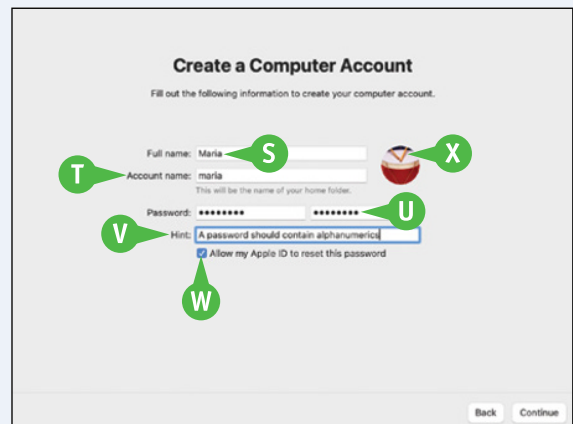 Create a Computer Account
Fill out the following information to create your computer account.
Full name: Maria S X
T Account name: maria
This will be the name of your home folder.
Password: •••••••• •••••••• U
V Hint: A password should contain alphanumerics
Allow my Apple ID to reset this password
W
Back Continue